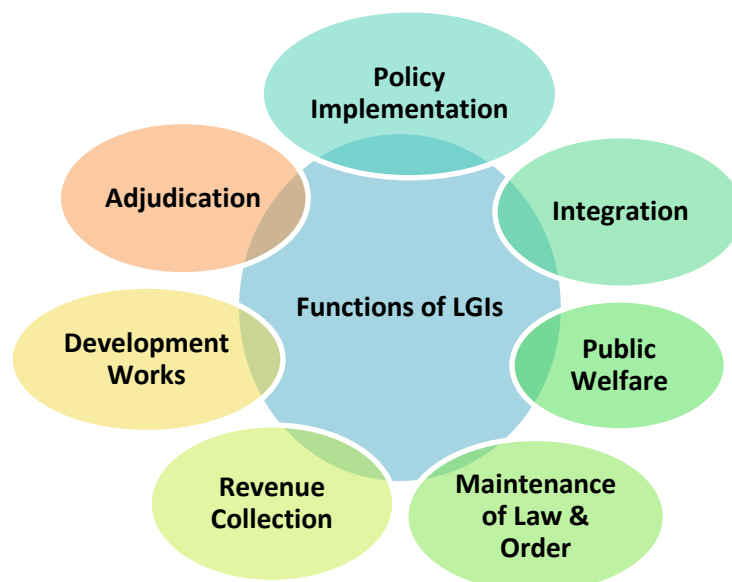 Policy
Implementation
Integration
Public
Welfare
Maintenance
of Law &
Order
Revenue
Collection
Development
Works
Adjudication
Functions of LGIs